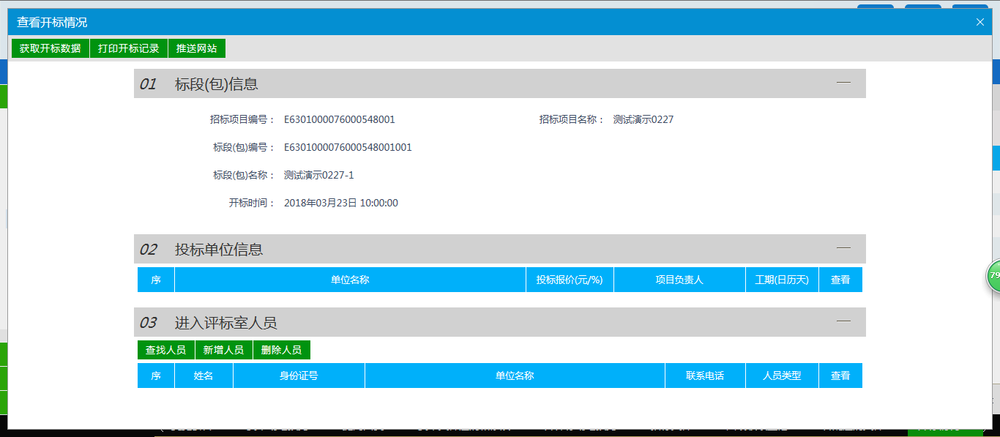 查看开标情况
获取开标数据 打印开标记录 推送网站
01 标段(包)信息
招标项目编号： E6301000076000548001 招标项目名称： 测试演示0227
标段(包)编号： E6301000076000548001001
标段(包)名称： 测试演示0227-1
开标时间： 2018年03月23日 10:00:00
02 投标单位信息
序 单位名称 投标报价(元/%) 项目负责人 工期(日历天) 查看
79
03 进入评标室人员
查找人员 新增人员 删除人员
序 姓名 身份证号 单位名称 联系电话 人员类型 查看